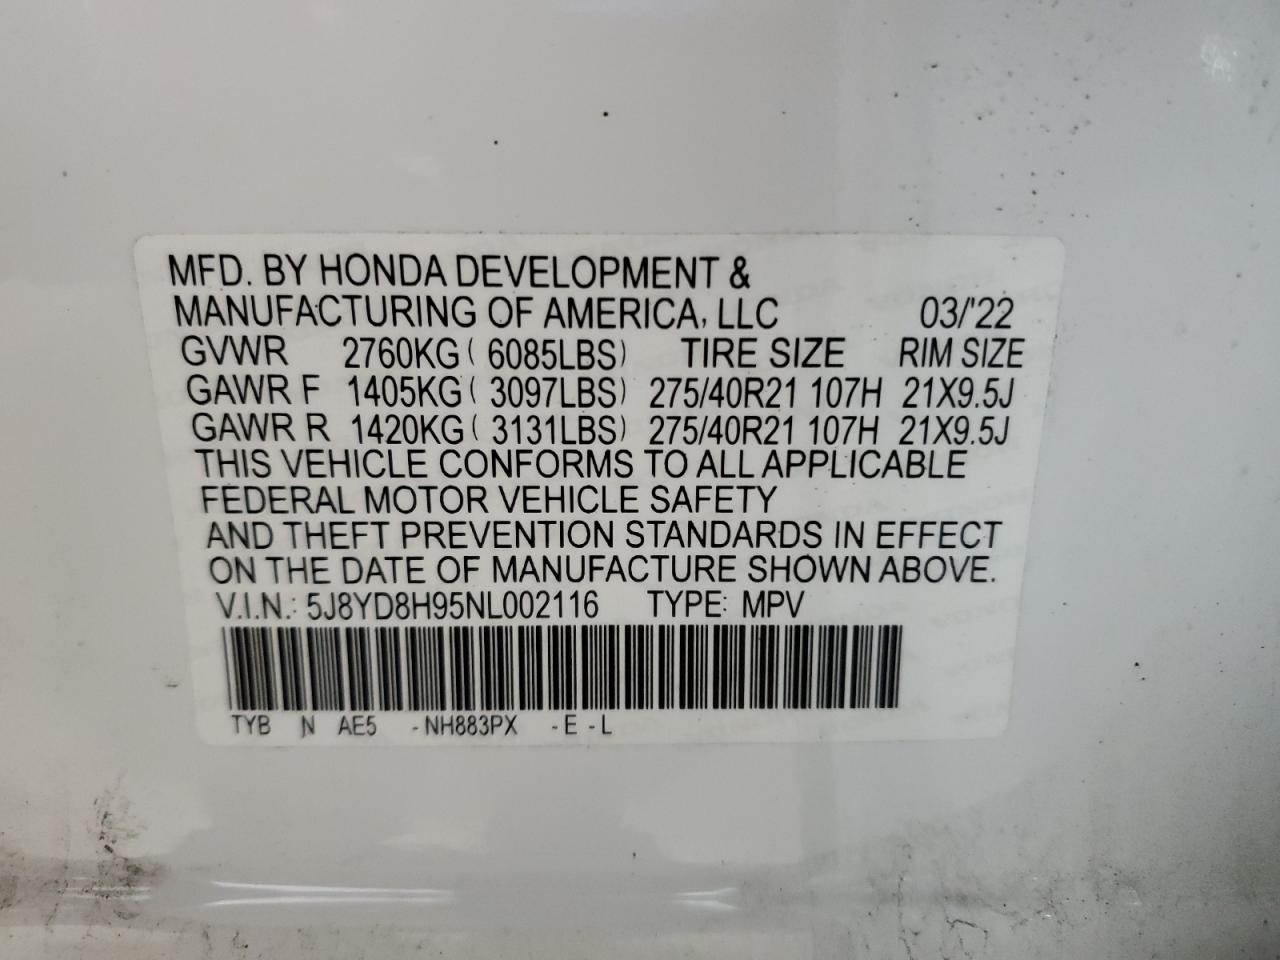 MFD. BY HONDA DEVELOPMENT &
MANUFACTURING OF AMERICA, LLC 03/'22
GVWR 2760KG ( 6085LBS) TIRE SIZE RIM SIZE
GAWR F 1405KG ( 3097LBS) 275/40R21 107H 21X9.5J
GAWR R 1420KG ( 3131LBS) 275/40R21 107H 21X9.5J
THIS VEHICLE CONFORMS TO ALL APPLICABLE
FEDERAL MOTOR VEHICLE SAFETY
AND THEFT PREVENTION STANDARDS IN EFFECT
ON THE DATE OF MANUFACTURE SHOWN ABOVE.
V.I.N.: 5J8YD8H95NL002116 TYPE: MPV
TYB N AE5 -NH883PX -E -L